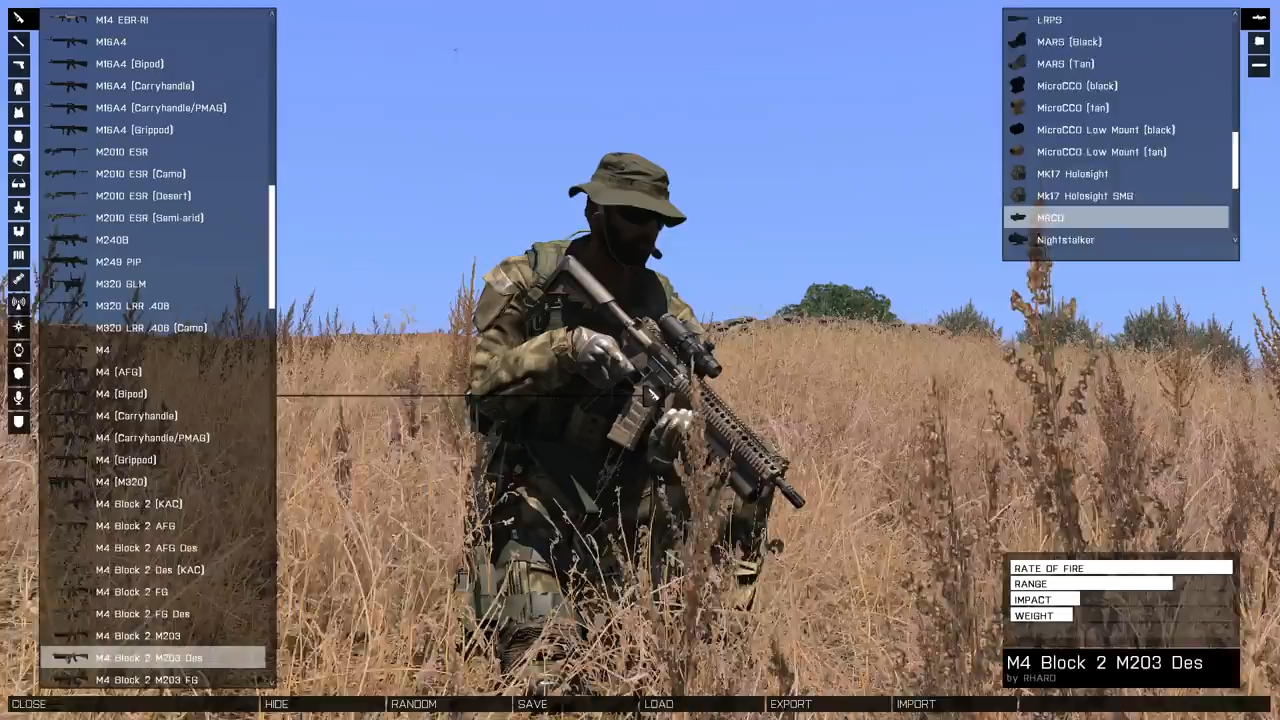 M14 EBR-RI
M16A4
M16A4 (Bipod)
M16A4 (Carryhandle)
M16A4 (Carryhandle/PMAG)
M16A4 (Grippod)
M2010 ESR
M2010 ESR (Camo)
M2010 ESR (Desert)
M2010 ESR (Semi-arid)
M240B
M249 PIP
M320 GLM
M320 LRR .408
M320 LRR .408 (Camo)
M4
M4 (AFG)
M4 (Bipod)
M4 (Carryhandle)
M4 (Carryhandle/PMAG)
M4 (Grippod)
M4 (M320)
M4 Block 2 (KAC)
M4 Block 2 AFG
M4 Block 2 AFG Des
M4 Block 2 Des (KAC)
M4 Block 2 FG
M4 Block 2 FG Des
M4 Block 2 M203
M4 Block 2 M203 Des
M4 Block 2 M203 FG
LRPS
MARS (Black)
MARS (Tan)
MicroCCO (black)
MicroCCO (tan)
MicroCCO Low Mount (black)
MicroCCO Low Mount (tan)
MK17 Holosight
Mk17 Holosight SMG
MRCO
Nightstalker
RATE OF FIRE
RANGE
IMPACT
WEIGHT
M4 Block 2 M203 Des
by RHARD
CLOSE
HIDE
RANDOM
SAVE
LOAD
EXPORT
IMPORT